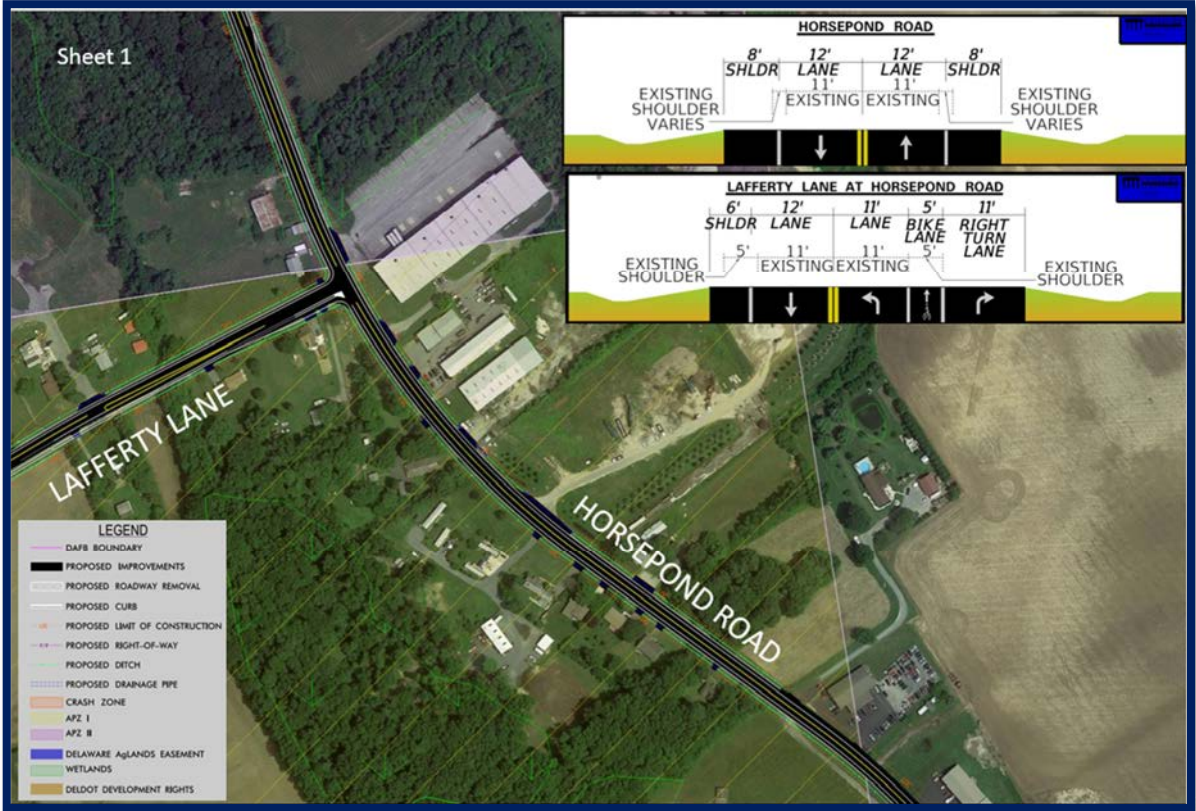 Sheet 1
HORSEPOND ROAD
8' 12' 12' 8'
SHLDR LANE LANE SHLDR
11' 11'
EXISTING EXISTING
EXISTING
SHOULDER
VARIES
EXISTING
SHOULDER
VARIES
LAFFERTY LANE AT HORSEPOND ROAD
6' 12' 11' 5' 11'
SHLDR LANE LANE BIKE LANE RIGHT TURN LANE
5' 11' 11' 5'
EXISTING EXISTING
EXISTING
SHOULDER
EXISTING
SHOULDER
LAFFERTY LANE
HORSEPOND ROAD
LEGEND
DAFB BOUNDARY
PROPOSED IMPROVEMENTS
PROPOSED ROADWAY REMOVAL
PROPOSED CURB
PROPOSED LIMIT OF CONSTRUCTION
PROPOSED RIGHT-OF-WAY
PROPOSED DITCH
PROPOSED DRAINAGE PIPE
CRASH ZONE
APZ I
APZ II
DELAWARE AgLANDS EASEMENT
WETLANDS
DELDOT DEVELOPMENT RIGHTS